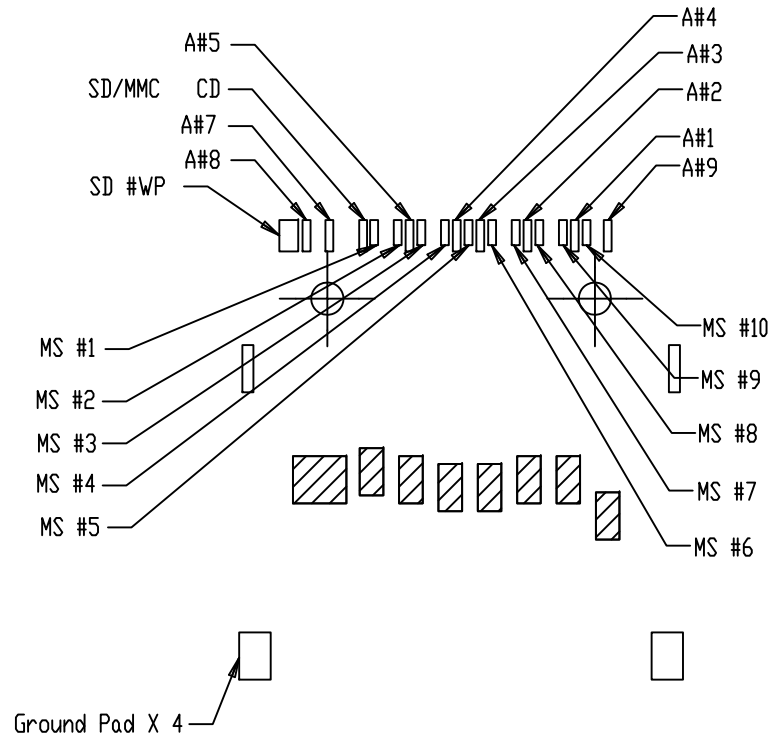 A#4
A#5
A#3
SD/MMC CD
A#2
A#7
A#1
A#8
A#9
SD #WP
MS #10
MS #1
MS #9
MS #2
MS #8
MS #3
MS #4
MS #7
MS #5
MS #6
Ground Pad X 4